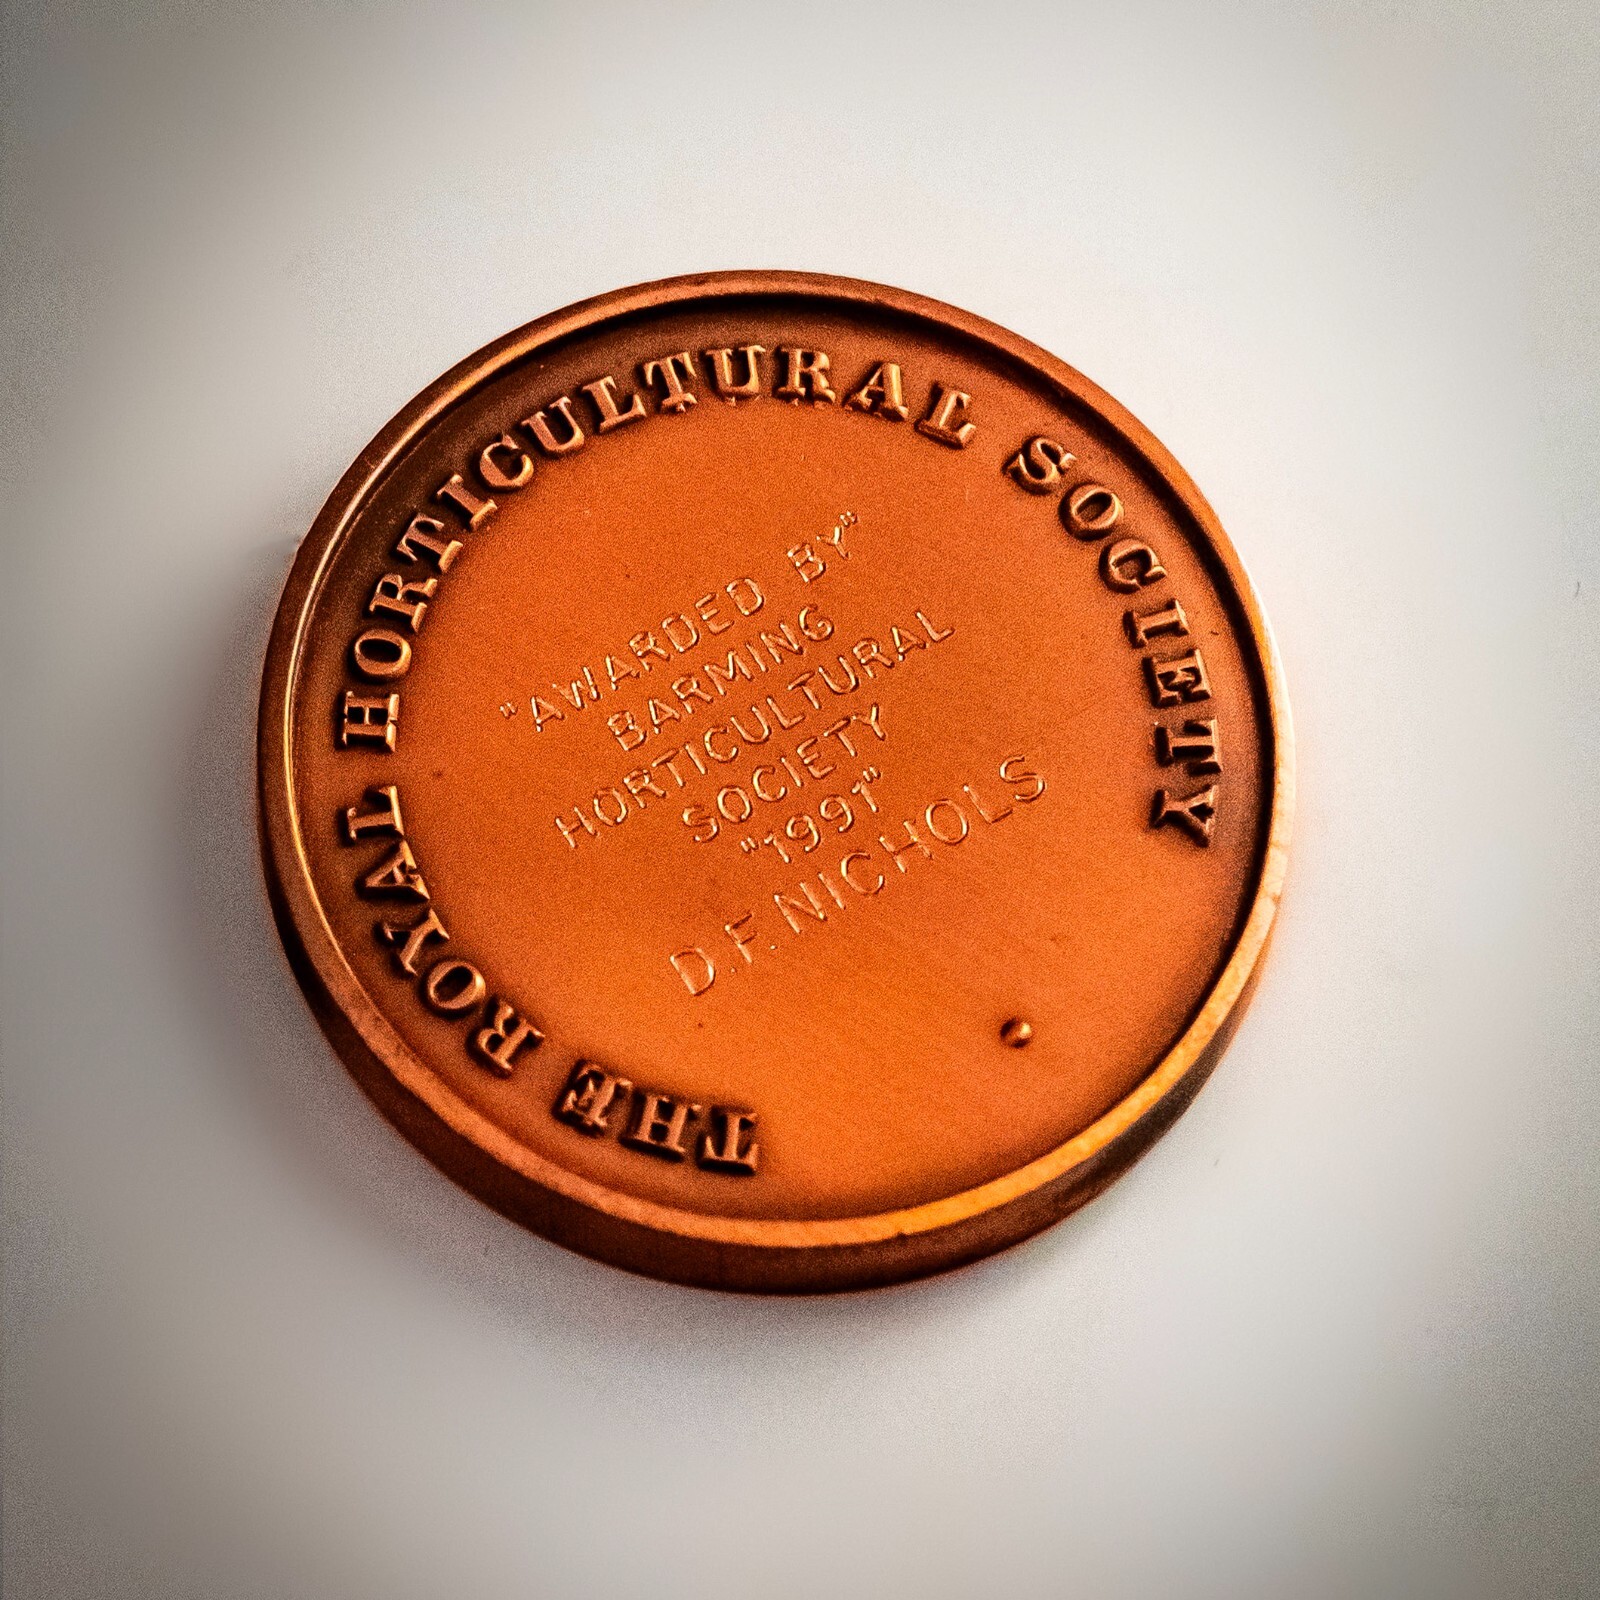 THE ROYAL HORTICULTURAL SOCIETY
"AWARDED BY"
BARMING
HORTICULTURAL
SOCIETY
"1991"
D.F. NICHOLS